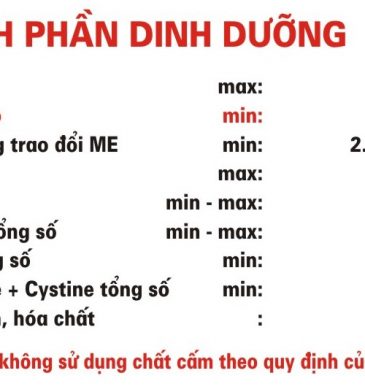 H PHẦN DINH DƯỠNG
max:
min:
g trao đổi ME min: 2.
max:
min - max:
tổng số min - max:
g số min:
e + Cystine tổng số min:
n, hóa chất :
không sử dụng chất cấm theo quy định củ